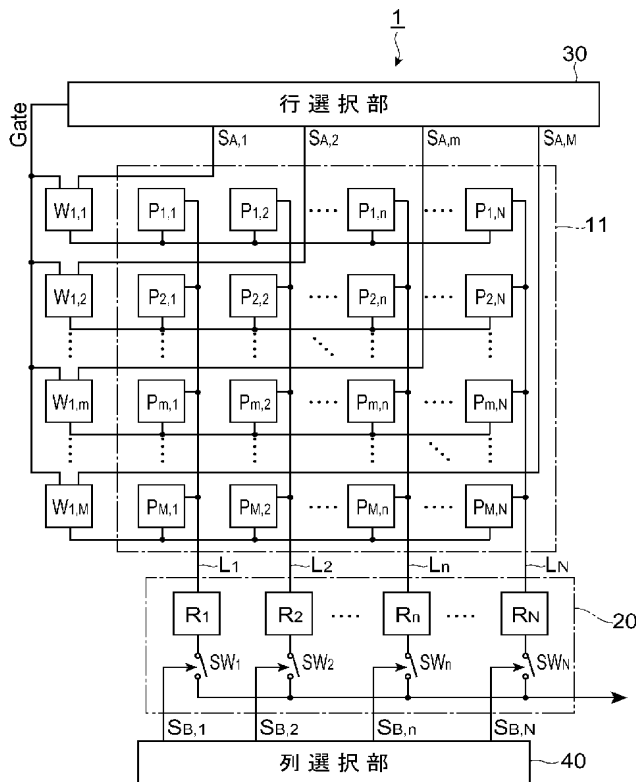 1
30
行選択部
Gate
SA,1 SA,2 SA,m SA,M
11
W1,1 P1,1 P1,2 ···· P1,n ···· P1,N
W1,2 P2,1 P2,2 ···· P2,n ···· P2,N
W1,m Pm,1 Pm,2 ···· Pm,n ···· Pm,N
W1,M PM,1 PM,2 ···· PM,n ···· PM,N
L1 L2 Ln LN
R1 R2 ···· Rn ···· RN
20
SW1 SW2 SWn SWN
SB,1 SB,2 SB,n SB,N
列選択部
40